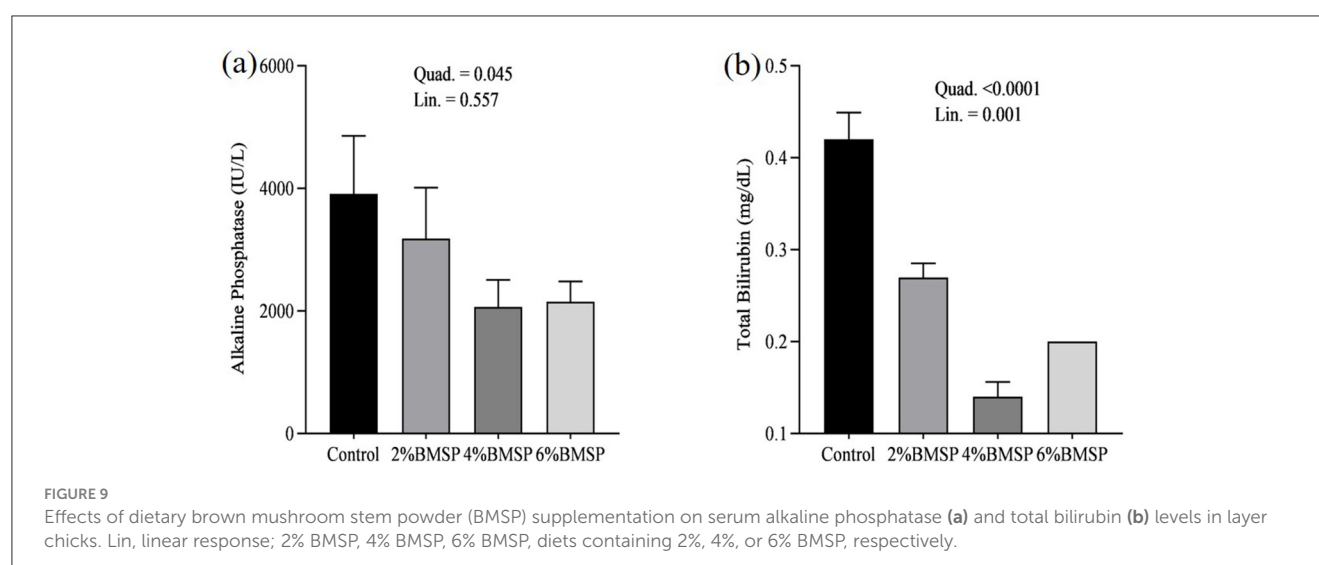 (a)
Quad. = 0.045
Lin. = 0.557
Alkaline Phosphatase (IU/L)
6000
4000
2000
0
Control 2%BMSP 4%BMSP 6%BMSP
(b)
Quad. <0.0001
Lin. = 0.001
Total Bilirubin (mg/dL)
0.5
0.4
0.3
0.2
0.1
Control 2%BMSP 4%BMSP 6%BMSP
FIGURE 9
Effects of dietary brown mushroom stem powder (BMSP) supplementation on serum alkaline phosphatase (a) and total bilirubin (b) levels in layer
chicks. Lin, linear response; 2% BMSP, 4% BMSP, 6% BMSP, diets containing 2%, 4%, or 6% BMSP, respectively.